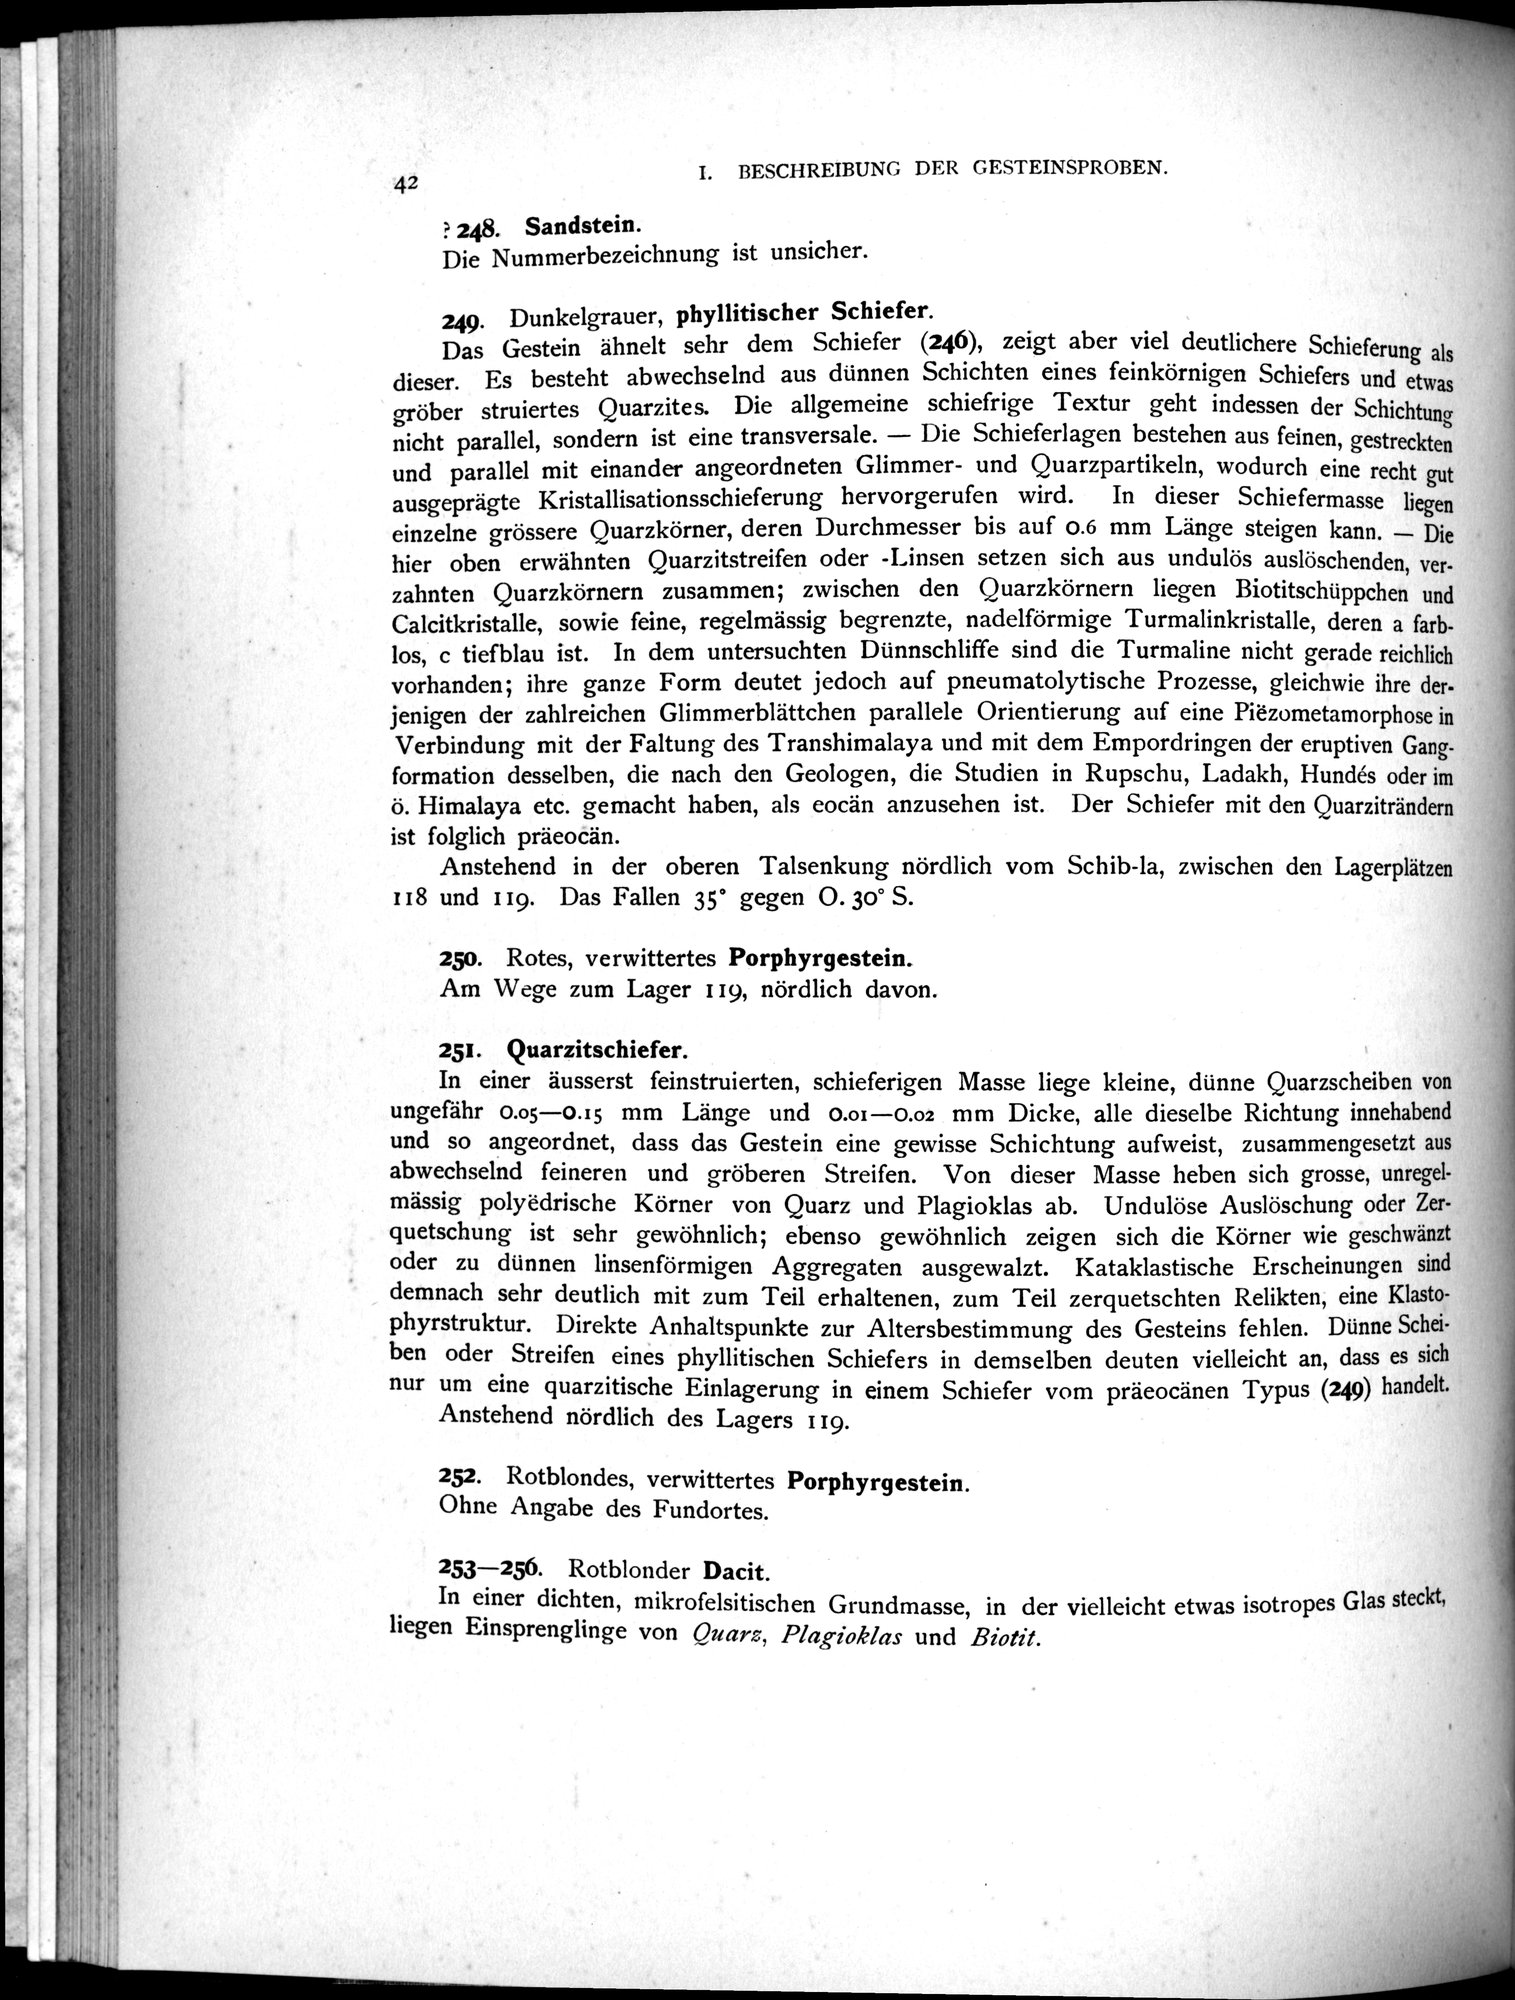 42
I. BESCHREIBUNG DER GESTEINSPROBEN.
? 248. Sandstein.
Die Nummerbezeichnung ist unsicher.
249. Dunkelgrauer, phyllitischer Schiefer.
Das Gestein ähnelt sehr dem Schiefer (246), zeigt aber viel deutlichere Schieferung als
dieser. Es besteht abwechselnd aus dünnen Schichten eines feinkörnigen Schiefers und etwas
gröber struiertes Quarzites. Die allgemeine schiefrige Textur geht indessen der Schichtung
nicht parallel, sondern ist eine transversale. — Die Schieferlagen bestehen aus feinen, gestreckten
und parallel mit einander angeordneten Glimmer- und Quarzpartikeln, wodurch eine recht gut
ausgeprägte Kristallisationsschieferung hervorgerufen wird. In dieser Schiefermasse liegen
einzelne grössere Quarzkörner, deren Durchmesser bis auf 0.6 mm Länge steigen kann. — Die
hier oben erwähnten Quarzitstreifen oder -Linsen setzen sich aus undulös auslöschenden, ver-
zahnten Quarzkörnern zusammen; zwischen den Quarzkörnern liegen Biotitschüppchen und
Calcitkristalle, sowie feine, regelmässig begrenzte, nadelförmige Turmalinkristalle, deren a farb-
los, c tiefblau ist. In dem untersuchten Dünnschliffe sind die Turmaline nicht gerade reichlich
vorhanden; ihre ganze Form deutet jedoch auf pneumatolytische Prozesse, gleichwie ihre der-
jenigen der zahlreichen Glimmerblättchen parallele Orientierung auf eine Piëzometamorphose in
Verbindung mit der Faltung des Transhimalaya und mit dem Empordringen der eruptiven Gang-
formation desselben, die nach den Geologen, die Studien in Rupschu, Ladakh, Hundés oder im
ö. Himalaya etc. gemacht haben, als eocän anzusehen ist. Der Schiefer mit den Quarziträndern
ist folglich präeocän.
Anstehend in der oberen Talsenkung nördlich vom Schib-la, zwischen den Lagerplätzen
118 und 119. Das Fallen 35° gegen O. 30° S.
250. Rotes, verwittertes Porphyrgestein.
Am Wege zum Lager 119, nördlich davon.
251. Quarzitschiefer.
In einer äusserst feinstruierten, schieferigen Masse liege kleine, dünne Quarzscheiben von
ungefähr 0.05—0.15 mm Länge und 0.01—0.02 mm Dicke, alle dieselbe Richtung innehabend
und so angeordnet, dass das Gestein eine gewisse Schichtung aufweist, zusammengesetzt aus
abwechselnd feineren und gröberen Streifen. Von dieser Masse heben sich grosse, unregel-
mässig polyëdrische Körner von Quarz und Plagioklas ab. Undulöse Auslöschung oder Zer-
quetschung ist sehr gewöhnlich; ebenso gewöhnlich zeigen sich die Körner wie geschwänzt
oder zu dünnen linsenförmigen Aggregaten ausgewalzt. Kataklastische Erscheinungen sind
demnach sehr deutlich mit zum Teil erhaltenen, zum Teil zerquetschten Relikten, eine Klasto-
phyrstruktur. Direkte Anhaltspunkte zur Altersbestimmung des Gesteins fehlen. Dünne Schei-
ben oder Streifen eines phyllitischen Schiefers in demselben deuten vielleicht an, dass es sich
nur um eine quarzitische Einlagerung in einem Schiefer vom präeocänen Typus (249) handelt.
Anstehend nördlich des Lagers 119.
252. Rotblondes, verwittertes Porphyrgestein.
Ohne Angabe des Fundortes.
253—256. Rotblonder Dacit.
In einer dichten, mikrofelsitischen Grundmasse, in der vielleicht etwas isotropes Glas steckt,
liegen Einsprenglinge von Quarz, Plagioklas und Biotit.